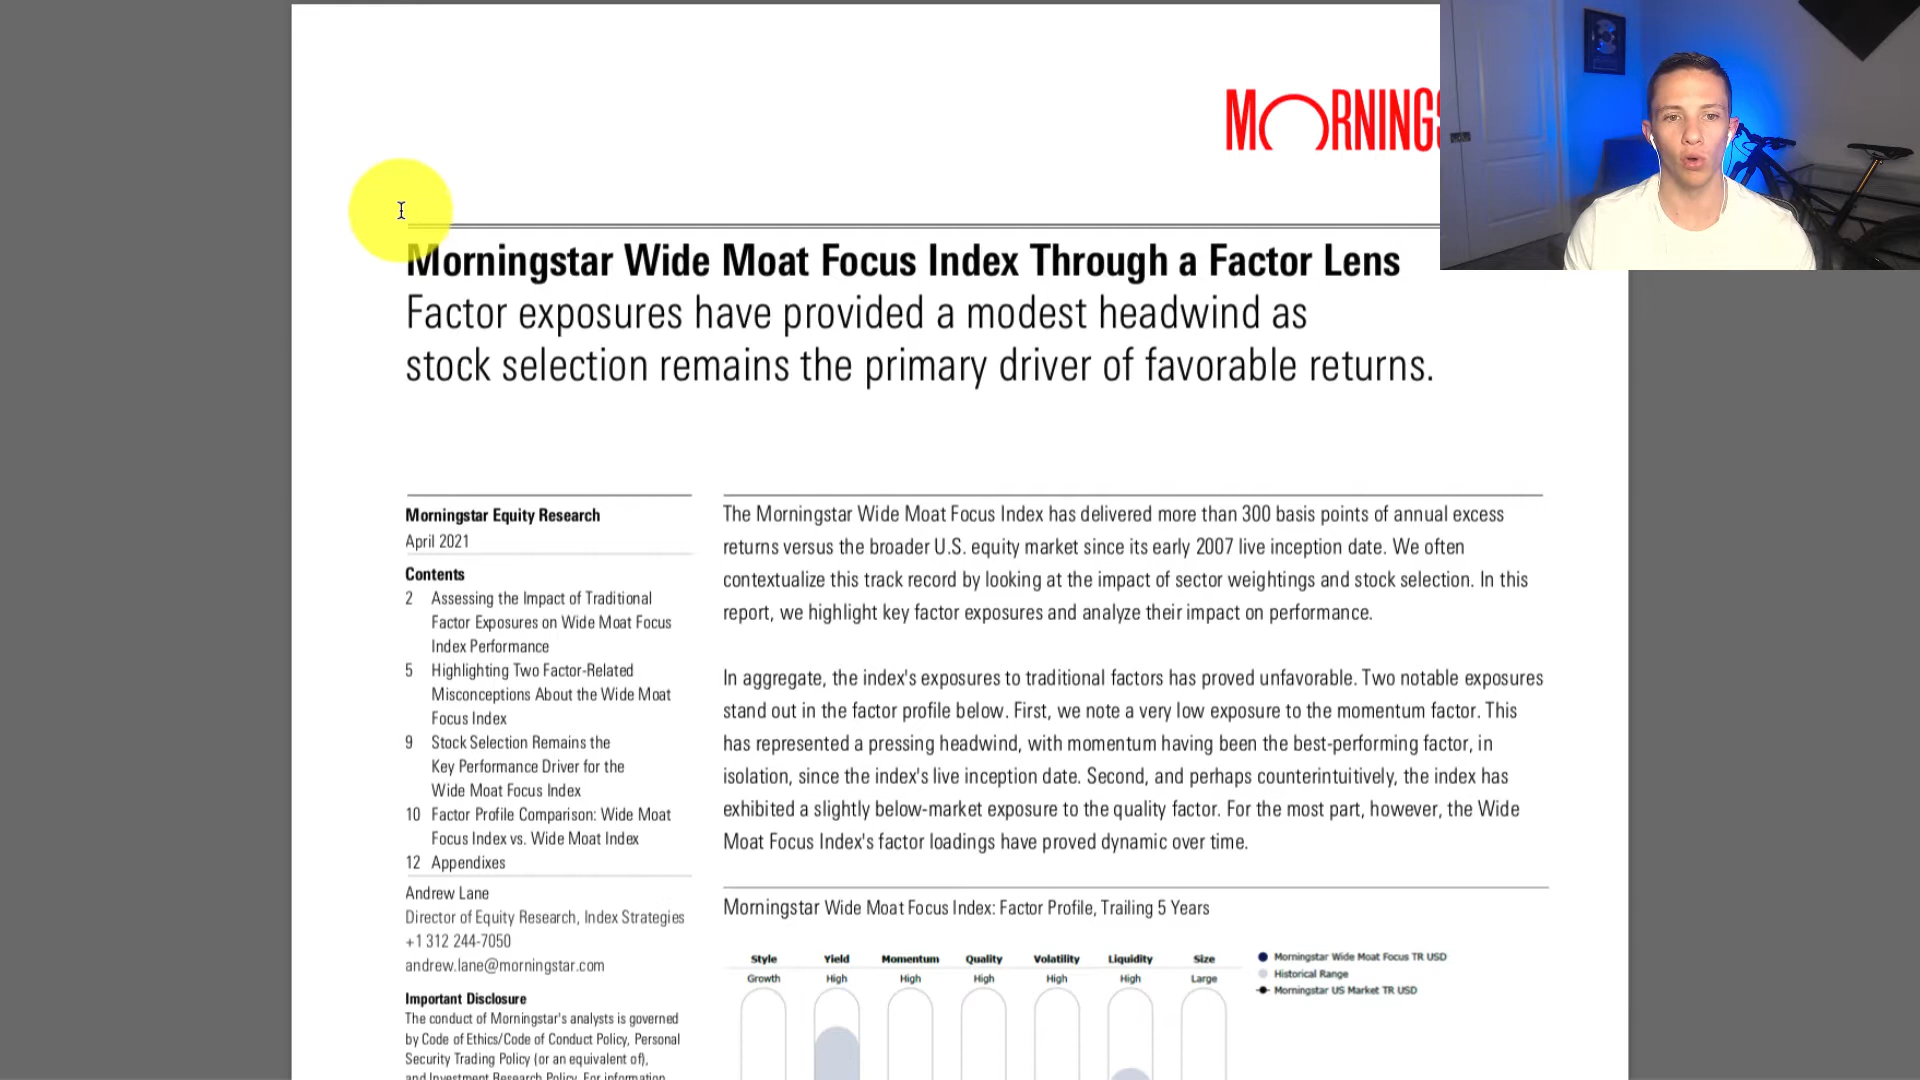 MORNING
Morningstar Wide Moat Focus Index Through a Factor Lens
Factor exposures have provided a modest headwind as
stock selection remains the primary driver of favorable returns.
Morningstar Equity Research
April 2021
Contents
2 Assessing the Impact of Traditional
Factor Exposures on Wide Moat Focus
Index Performance
5 Highlighting Two Factor-Related
Misconceptions About the Wide Moat
Focus Index
9 Stock Selection Remains the
Key Performance Driver for the
Wide Moat Focus Index
10 Factor Profile Comparison: Wide Moat
Focus Index vs. Wide Moat Index
12 Appendixes
Andrew Lane
Director of Equity Research, Index Strategies
+1 312 244-7050
andrew.lane@morningstar.com
Important Disclosure
The conduct of Morningstar's analysts is governed
by Code of Ethics/Code of Conduct Policy, Personal
Security Trading Policy (or an equivalent of),
and Investment Research Policy. For information
The Morningstar Wide Moat Focus Index has delivered more than 300 basis points of annual excess
returns versus the broader U.S. equity market since its early 2007 live inception date. We often
contextualize this track record by looking at the impact of sector weightings and stock selection. In this
report, we highlight key factor exposures and analyze their impact on performance.
In aggregate, the index's exposures to traditional factors has proved unfavorable. Two notable exposures
stand out in the factor profile below. First, we note a very low exposure to the momentum factor. This
has represented a pressing headwind, with momentum having been the best-performing factor, in
isolation, since the index's live inception date. Second, and perhaps counterintuitively, the index has
exhibited a slightly below-market exposure to the quality factor. For the most part, however, the Wide
Moat Focus Index's factor loadings have proved dynamic over time.
Morningstar Wide Moat Focus Index: Factor Profile, Trailing 5 Years
Style Yield Momentum Quality Volatility Liquidity Size
Growth High High High High High Large
Morningstar Wide Moat Focus TR USD
Historical Range
Morningstar US Market TR USD